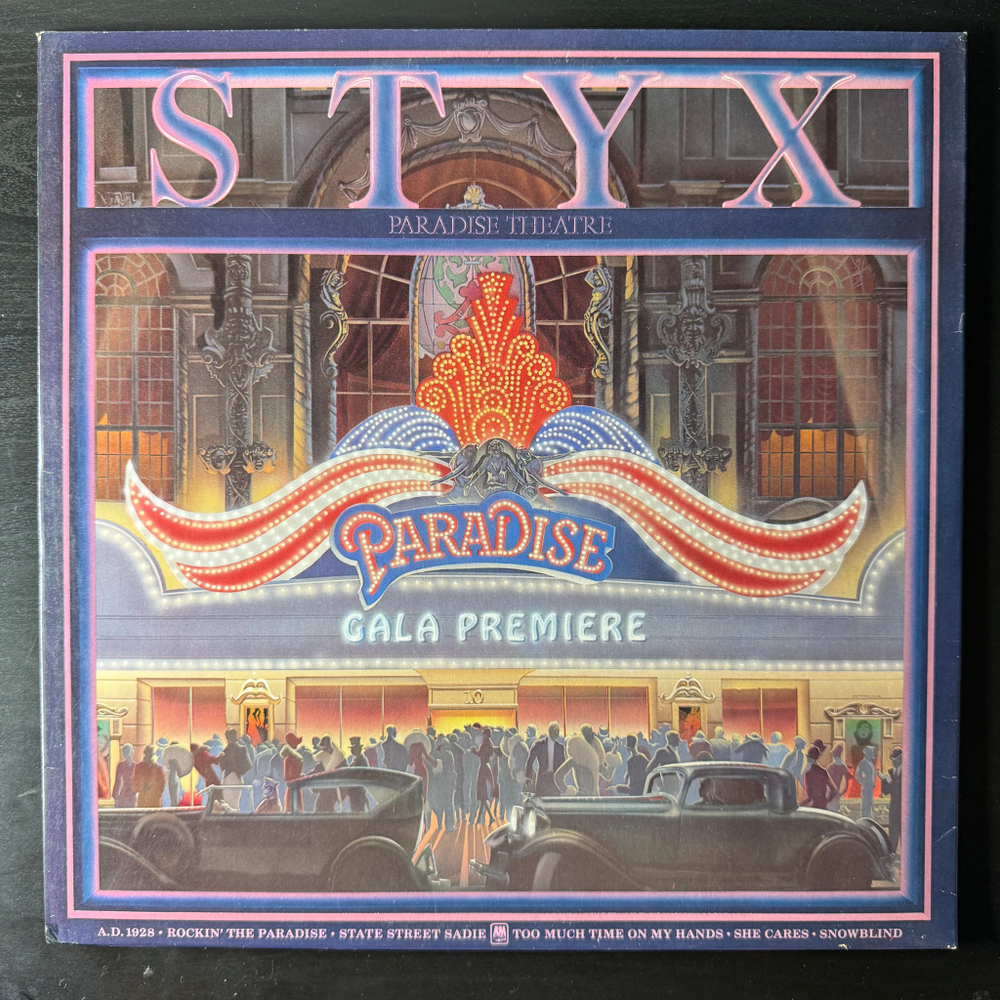 STYX
PARADISE THEATRE
PARADISE
GALA PREMIERE
10
A.D. 1928 • ROCKIN' THE PARADISE • STATE STREET SADIE A&M TOO MUCH TIME ON MY HANDS • SHE CARES • SNOWBLIND